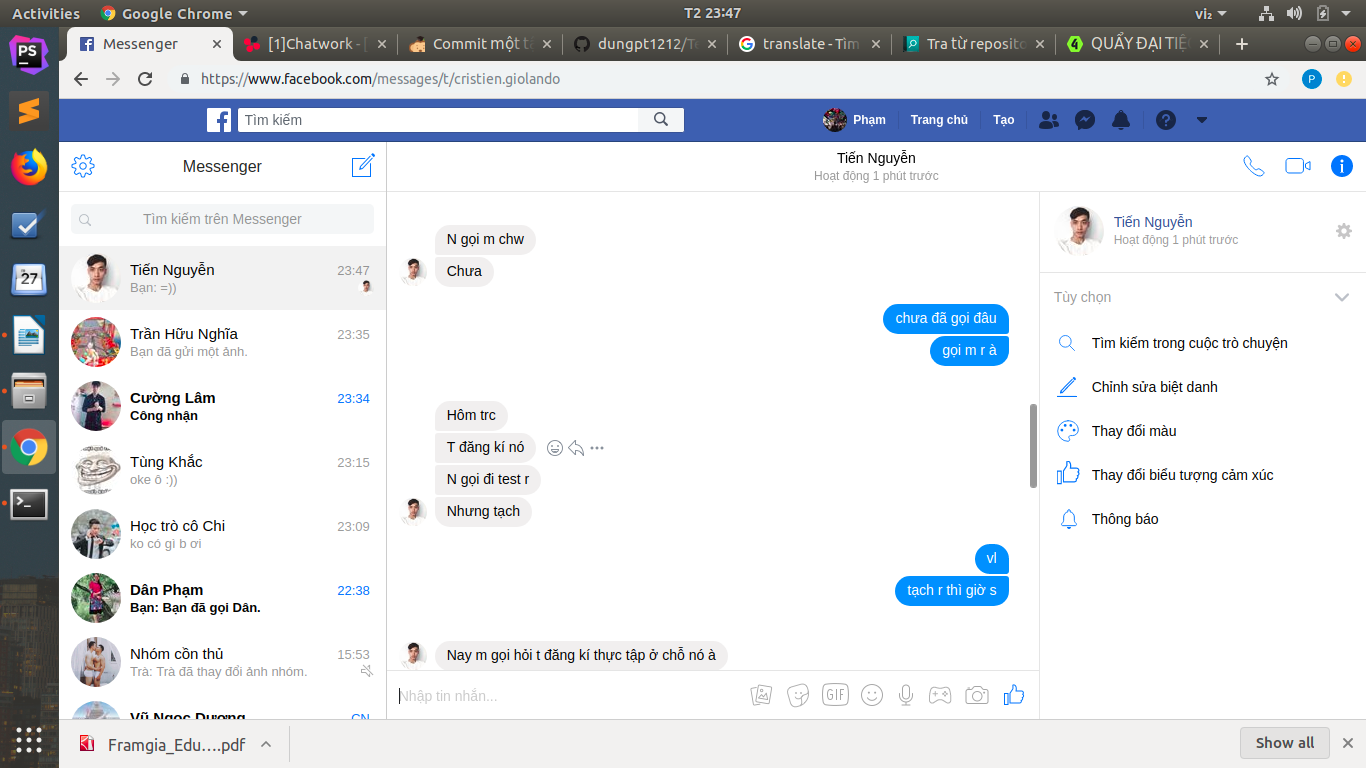 Activities
Google Chrome
T2 23:47
vi₂
PS
Messenger
[1]Chatwork - [
Commit một tấ
dungpt1212/Te
translate - Tìm
Tra từ reposito
QUẨY ĐẠI TIỆ
https://www.facebook.com/messages/t/cristien.giolando
P
Tìm kiếm
Phạm
Trang chủ
Tạo
Messenger
Tìm kiếm trên Messenger
Tiến Nguyễn
23:47
Bạn: =))
Trần Hữu Nghĩa
23:35
Bạn đã gửi một ảnh.
Cường Lâm
23:34
Công nhận
Tùng Khắc
23:15
oke ô :))
Học trò cô Chi
23:09
ko có gì b ơi
Dân Phạm
22:38
Bạn: Bạn đã gọi Dân.
Nhóm cồn thủ
15:53
Trà: Trà đã thay đổi ảnh nhóm.
Vũ Ngọc Dương
CN
27
Tiến Nguyễn
Hoạt động 1 phút trước
N gọi m chw
Chưa
chưa đã gọi đâu
gọi m r à
Hôm trc
T đăng kí nó
N gọi đi test r
Nhưng tạch
vl
tạch r thì giờ s
Nay m gọi hỏi t đăng kí thực tập ở chỗ nó à
Nhập tin nhắn...
GIF
Tiến Nguyễn
Hoạt động 1 phút trước
Tùy chọn
Tìm kiếm trong cuộc trò chuyện
Chỉnh sửa biệt danh
Thay đổi màu
Thay đổi biểu tượng cảm xúc
Thông báo
Framgia_Edu....pdf
Show all